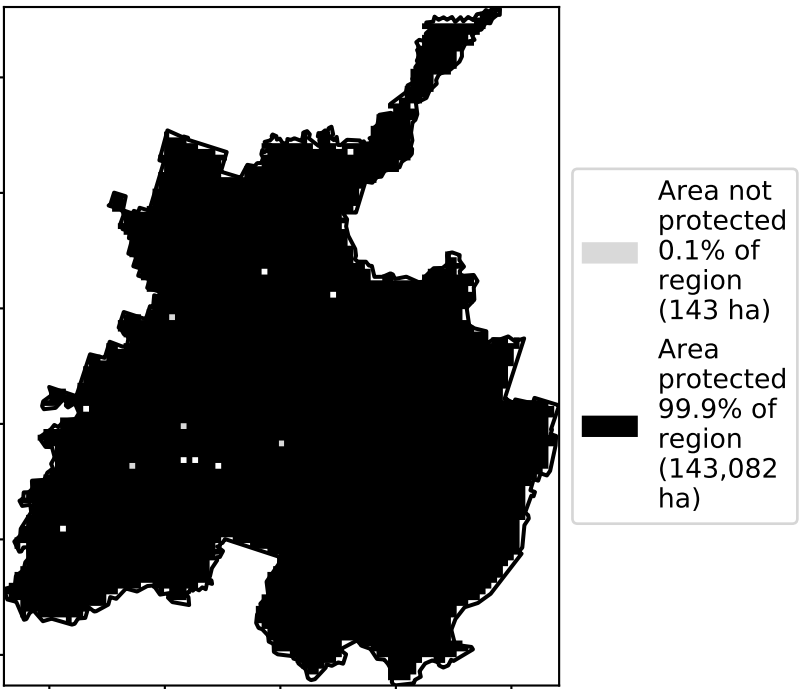 Area not
protected
0.1% of
region
(143 ha)
Area
protected
99.9% of
region
(143,082
ha)